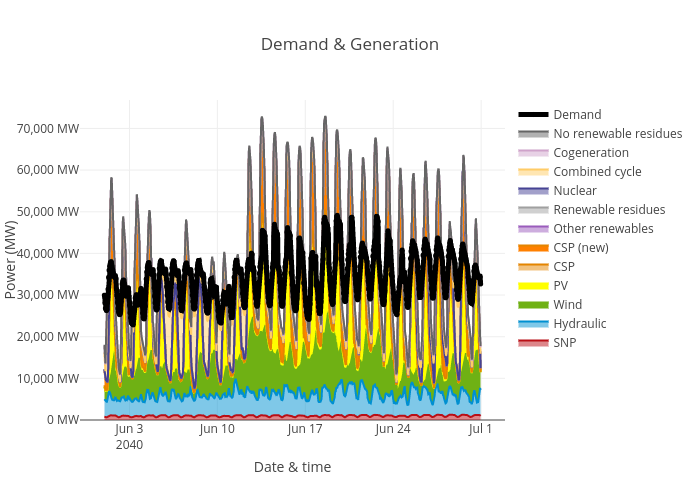 Demand & Generation
70,000 MW
60,000 MW
50,000 MW
40,000 MW
30,000 MW
20,000 MW
10,000 MW
0 MW
Power (MW)
Jun 3
2040
Jun 10
Jun 17
Jun 24
Jul 1
Date & time
Demand
No renewable residues
Cogeneration
Combined cycle
Nuclear
Renewable residues
Other renewables
CSP (new)
CSP
PV
Wind
Hydraulic
SNP